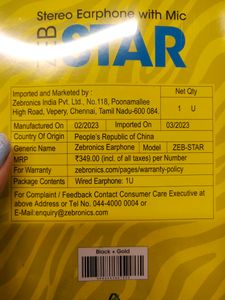 Stereo Earphone with Mic
ZEB
STAR
Imported and Marketed by :
Zebronics India Pvt. Ltd., No.118, Poonamallee
High Road, Vepery, Chennai, Tamil Nadu-600 084.
Net Qty
1 U
Manufactured On 02/2023 Imported On 03/2023
Country Of Origin People's Republic of China
Generic Name Zebronics Earphone Model ZEB-STAR
MRP ₹349.00 (incl. of all taxes) per Number
For Warranty zebronics.com/pages/warranty-policy
Package Contents Wired Earphone: 1U
For Complaint / Feedback Contact Consumer Care Executive at
above Address or Tel No. 044-4000 0004 or
E-Mail:enquiry@zebronics.com
Black + Gold